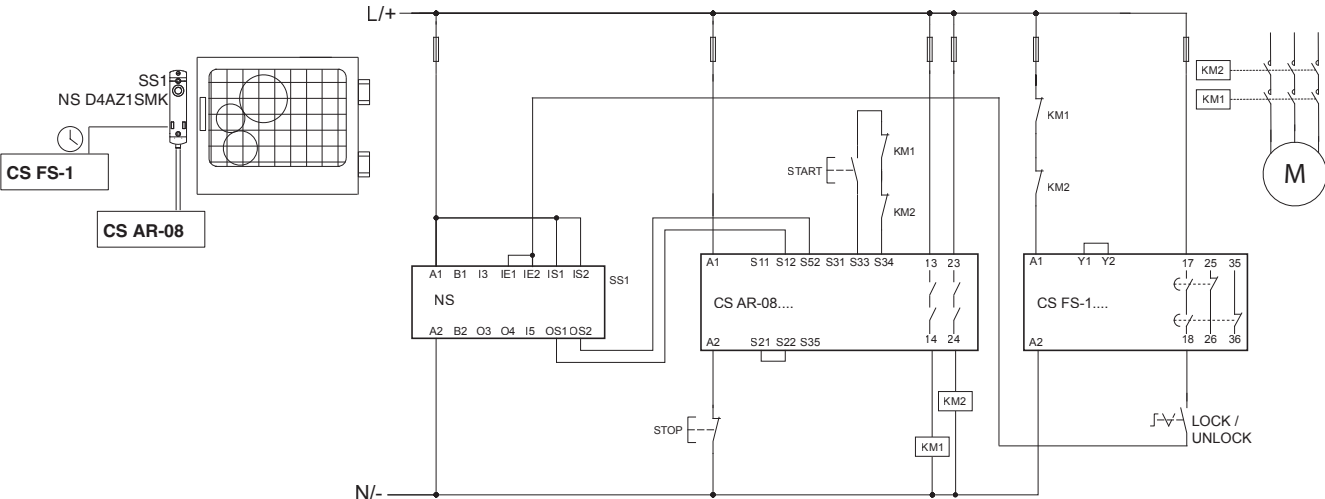 L/+
SS1
NS D4AZ1SMK
CS FS-1
CS AR-08
KM2
KM1
M
KM1
KM2
START
KM1
KM2
A1 B1 I3 IE1 IE2 IS1 IS2
SS1
NS
A2 B2 O3 O4 I5 OS1 OS2
A1 S11 S12 S52 S31 S33 S34 13 23
CS AR-08....
A2 S21 S22 S35 14 24
A1 Y1 Y2 17 25 35
CS FS-1....
A2 18 26 36
STOP
KM2
KM1
LOCK /
UNLOCK
N/-